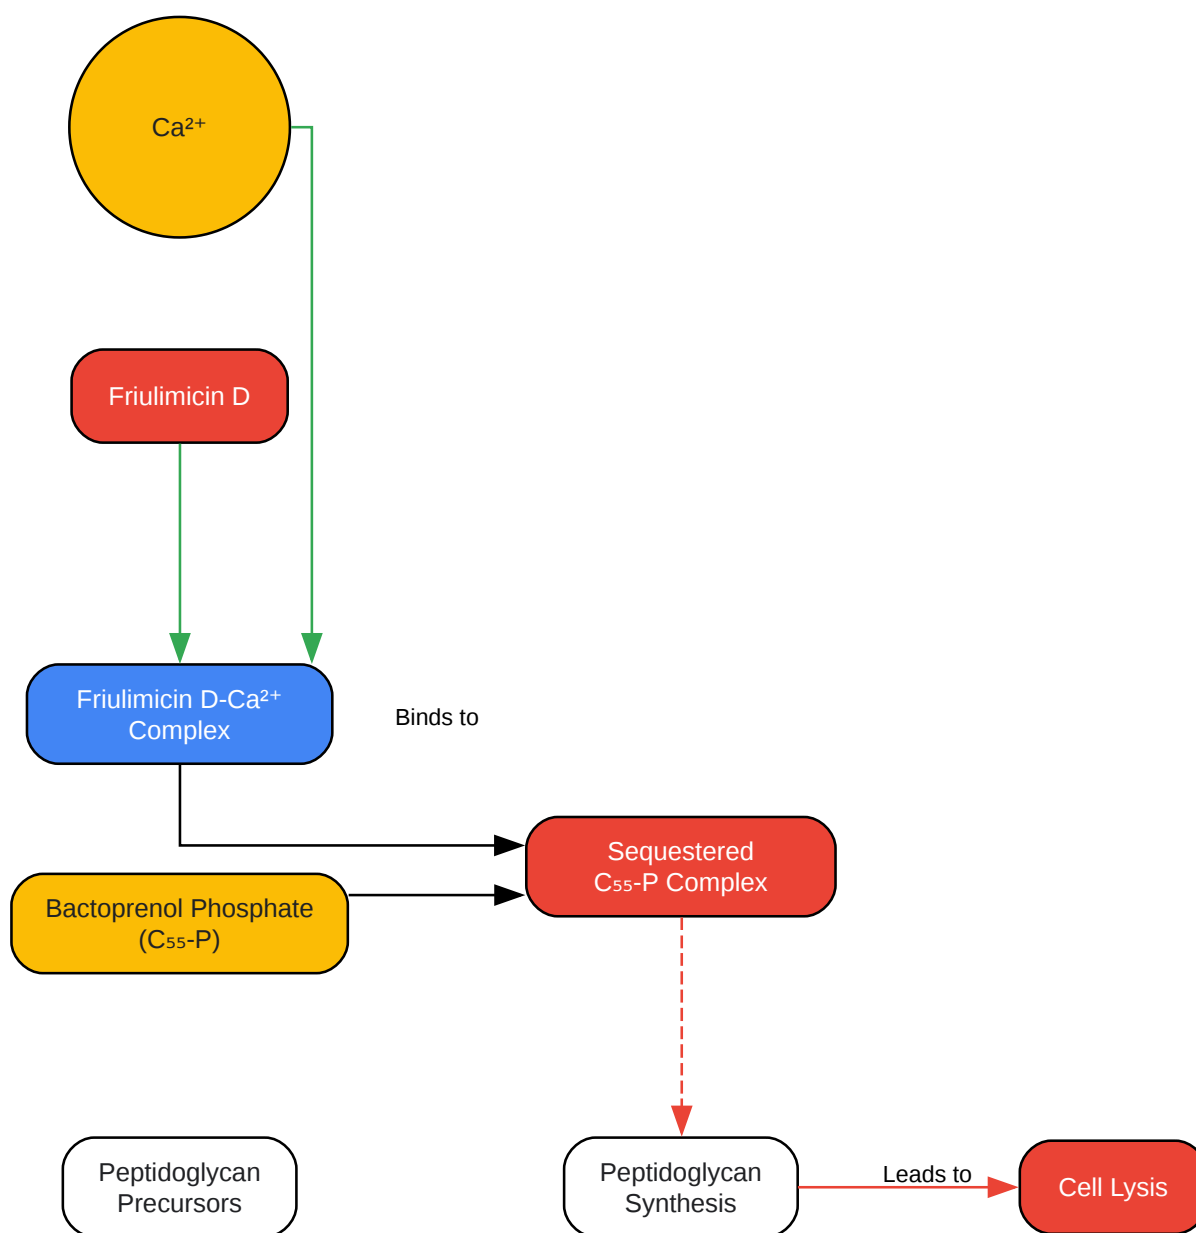 Ca²⁺
Friulimicin D
Friulimicin D-Ca²⁺
Complex
Binds to
Sequestered
C₅₅-P Complex
Bactoprenol Phosphate
(C₅₅-P)
Peptidoglycan
Precursors
Peptidoglycan
Synthesis
Leads to
Cell Lysis